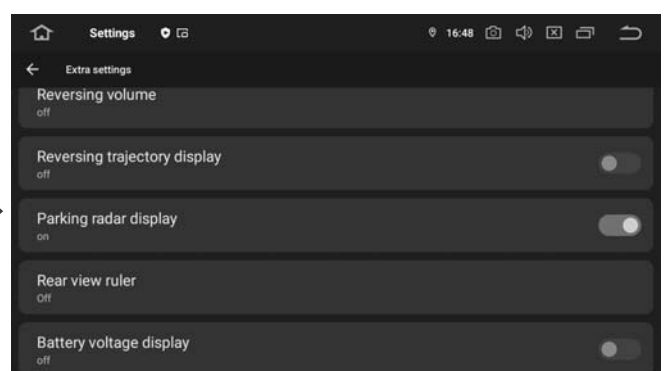 Settings
16:48
Extra settings
Reversing volume
off
Reversing trajectory display
off
Parking radar display
on
Rear view ruler
Off
Battery voltage display
off